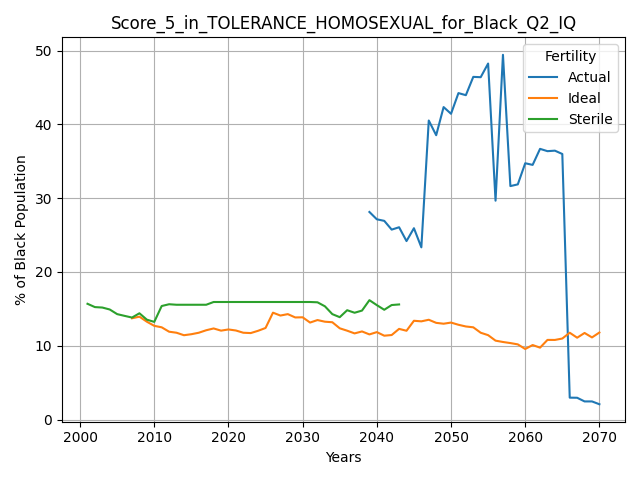 Score_5_in_TOLERANCE_HOMOSEXUAL_for_Black_Q2_IQ
Fertility
Actual
Ideal
Sterile
% of Black Population
50
40
30
20
10
0
2000 2010 2020 2030 2040 2050 2060 2070
Years